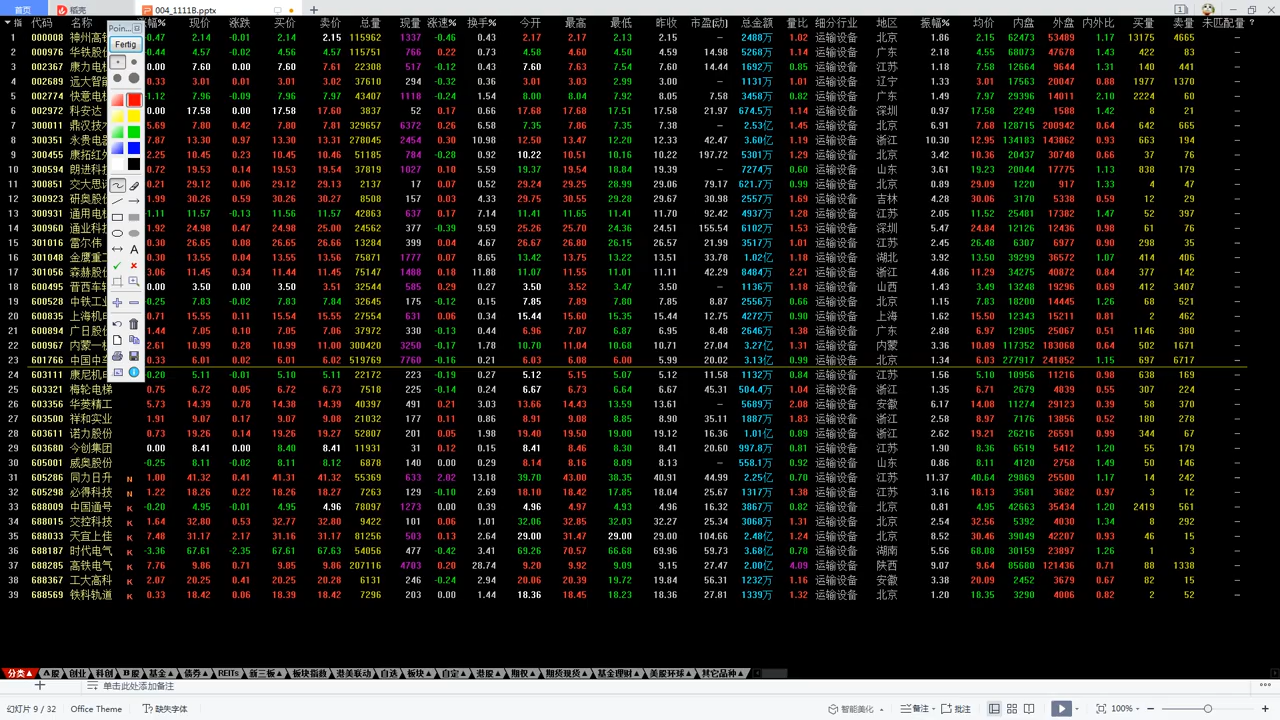 首页 稻壳 004_1111B.pptx
指 代码 名称 涨幅% 现价 涨跌 买价 卖价 总量 现量 涨速% 换手% 今开 最高 最低 昨收 市盈(动) 总金额 量比 细分行业 地区 振幅% 均价 内盘 外盘 内外比 买量 卖量 未匹配量
Poin...
Fertig
1 000008 神州高 0.47 2.14 -0.01 2.14 2.15 115962 1337 -0.46 0.43 2.17 2.17 2.13 2.15 — 2488万 1.02 运输设备 北京 1.86 2.15 62473 53489 1.17 13175 4665 —
2 000976 华铁股 0.44 4.57 -0.02 4.56 4.57 115751 766 0.22 0.73 4.58 4.60 4.50 4.59 14.98 5268万 1.14 运输设备 广东 2.18 4.55 68073 47678 1.43 422 83 —
3 002367 康力电 0.00 7.60 0.00 7.60 7.61 22308 517 -0.12 0.43 7.60 7.63 7.54 7.60 14.44 1692万 0.05 运输设备 江苏 1.18 7.58 12664 9644 1.31 140 441 —
4 002689 远大智 0.33 3.01 0.01 3.01 3.02 37610 294 -0.32 0.36 3.01 3.03 2.99 3.00 — 1131万 1.01 运输设备 辽宁 1.33 3.01 17563 20047 0.88 1977 1370 —
5 002774 快意电 1.12 7.96 -0.09 7.96 7.97 43407 1118 -0.24 1.54 8.00 8.04 7.92 8.05 7.58 3458万 0.82 运输设备 广东 1.49 7.97 29396 14011 2.10 2224 60 —
6 002972 科安达 0.00 17.58 0.00 17.58 17.60 3837 52 0.17 0.66 17.68 17.68 17.51 17.58 21.97 674.5万 1.14 运输设备 深圳 0.97 17.58 2249 1588 1.42 8 21 —
7 300011 鼎汉技 5.69 7.80 0.42 7.80 7.81 329657 6372 0.26 6.58 7.35 7.86 7.35 7.38 — 2.53亿 1.45 运输设备 北京 6.91 7.68 128715 200942 0.64 642 665 —
8 300351 永贵电 7.87 13.30 0.97 13.30 13.31 278045 2454 0.30 10.98 12.50 13.47 12.20 12.33 42.47 3.60亿 1.19 运输设备 浙江 10.30 12.95 134183 143862 0.93 663 194 —
9 300455 康拓红 2.25 10.45 0.23 10.45 10.46 51185 784 -0.28 0.92 10.22 10.51 10.16 10.22 197.72 5301万 1.29 运输设备 北京 3.42 10.36 20437 30748 0.66 37 76 —
10 300594 朗进科 0.72 19.53 0.14 19.53 19.54 37819 1027 0.10 5.59 19.37 19.54 18.84 19.39 — 7274万 0.60 运输设备 山东 3.61 19.23 20044 17775 1.13 838 179 —
11 300851 交大思 0.21 29.12 0.06 29.12 29.13 2137 17 0.07 0.52 29.24 29.25 28.99 29.06 79.17 621.7万 0.99 运输设备 北京 0.89 29.09 1220 917 1.33 4 47 —
12 300923 研奥股 1.99 30.26 0.59 30.26 30.27 8508 157 0.03 4.33 29.75 30.55 29.28 29.67 30.98 2557万 1.69 运输设备 吉林 4.28 30.06 3170 5338 0.59 12 29 —
13 300931 通用电 1.11 11.57 -0.13 11.56 11.57 42863 637 0.17 7.14 11.41 11.65 11.41 11.70 92.42 4937万 1.28 运输设备 江苏 2.05 11.52 25481 17382 1.47 52 397 —
14 300960 通业科 1.92 24.98 0.47 24.98 25.00 24562 377 -0.39 9.59 25.26 25.70 24.36 24.51 155.54 6102万 1.53 运输设备 深圳 5.47 24.84 12126 12436 0.98 61 76 —
15 301016 雷尔伟 0.30 26.65 0.08 26.65 26.66 13284 399 0.04 4.67 26.67 26.80 26.15 26.57 21.99 3517万 1.01 运输设备 江苏 2.45 26.48 6307 6977 0.90 298 35 —
16 301048 金鹰重 0.30 13.55 0.04 13.55 13.56 75871 1777 0.07 8.65 13.42 13.75 13.22 13.51 33.78 1.02亿 1.18 运输设备 湖北 3.92 13.50 39299 36572 1.07 414 406 —
17 301056 森赫股 3.06 11.45 0.34 11.44 11.45 75147 1488 0.18 11.88 11.07 11.55 11.01 11.11 42.29 8484万 2.21 运输设备 浙江 4.86 11.29 34275 40872 0.84 377 142 —
18 600495 晋西车 0.00 3.50 0.00 3.50 3.51 32544 585 0.29 0.27 3.50 3.52 3.47 3.50 — 1136万 1.18 运输设备 山西 1.43 3.49 13248 19296 0.69 412 3407 —
19 600528 中铁工 -0.25 7.83 -0.02 7.83 7.84 32645 175 -0.12 0.15 7.85 7.89 7.80 7.85 8.87 2556万 0.66 运输设备 北京 1.15 7.83 18200 14445 1.26 68 521 —
20 600835 上海机 0.71 15.55 0.11 15.54 15.55 27554 631 0.06 0.34 15.44 15.60 15.35 15.44 12.75 4272万 0.90 运输设备 上海 1.62 15.50 12343 15211 0.81 2 462 —
21 600894 广日股 1.44 7.05 0.10 7.05 7.06 37972 330 -0.13 0.44 6.96 7.07 6.87 6.95 8.48 2646万 1.38 运输设备 广东 2.88 6.97 12905 25067 0.51 1146 380 —
22 600967 内蒙一 2.61 10.99 0.28 10.99 11.00 300420 3250 -0.17 1.78 10.70 11.04 10.68 10.71 27.04 3.27亿 1.31 运输设备 内蒙 3.36 10.89 117352 183068 0.64 502 1671 —
23 601766 中国中 0.33 6.01 0.02 6.01 6.02 519769 7760 -0.16 0.21 6.03 6.08 6.00 5.99 20.02 3.13亿 0.99 运输设备 北京 1.34 6.03 277917 241852 1.15 697 6717 —
24 603111 康尼机 -0.20 5.11 -0.01 5.11 5.12 22172 223 -0.19 0.27 5.12 5.15 5.07 5.12 11.58 1132万 0.84 运输设备 江苏 1.56 5.10 10956 11216 0.98 638 169 —
25 603321 梅轮电梯 0.75 6.72 0.05 6.72 6.73 7518 225 -0.14 0.24 6.67 6.73 6.64 6.67 45.31 504.4万 1.04 运输设备 浙江 1.35 6.71 2679 4839 0.55 307 224 —
26 603356 华菱精工 5.73 14.39 0.78 14.38 14.39 40397 491 0.21 3.03 13.66 14.43 13.59 13.61 — 5689万 2.08 运输设备 安徽 6.17 14.08 11274 29123 0.39 58 370 —
27 603500 祥和实业 1.91 9.07 0.17 9.07 9.08 21032 177 0.11 0.86 8.91 9.08 8.85 8.90 35.11 1887万 1.03 运输设备 浙江 2.58 8.97 7176 13856 0.52 180 278 —
28 603611 诺力股份 0.73 19.26 0.14 19.26 19.27 52807 201 0.05 1.98 19.40 19.50 19.00 19.12 16.36 1.01亿 0.89 运输设备 浙江 2.62 19.21 26216 26591 0.99 344 67 —
29 603680 今创集团 0.00 8.41 0.00 8.40 8.41 11931 31 0.12 0.15 8.41 8.46 8.30 8.41 20.60 997.8万 1.05 运输设备 江苏 1.90 8.36 6519 5412 1.20 55 179 —
30 605001 威奥股份 -0.25 8.11 -0.02 8.11 8.12 6878 140 0.00 0.29 8.14 8.16 8.09 8.13 — 558.1万 0.92 运输设备 山东 0.86 8.11 4120 2758 1.49 50 146 —
31 605286 同力日升 N 1.00 41.32 0.41 41.31 41.32 55369 633 2.02 13.18 39.70 43.00 38.35 40.91 44.99 2.25亿 0.70 运输设备 江苏 11.37 40.64 29869 25500 1.17 14 242 —
32 605298 必得科技 N 1.22 18.26 0.22 18.26 18.27 7263 129 -0.10 2.69 18.10 18.42 17.85 18.04 25.67 1317万 1.38 运输设备 江苏 3.16 18.13 3581 3682 0.97 3 12 —
33 688009 中国通号 K -0.20 4.95 -0.01 4.95 4.96 78097 1273 0.00 0.39 4.96 4.97 4.93 4.96 16.32 3867万 0.82 运输设备 北京 0.81 4.95 42663 35434 1.20 2419 561 —
34 688015 交控科技 K 1.64 32.80 0.53 32.77 32.80 9422 101 0.06 1.01 32.06 32.85 32.03 32.27 25.34 3068万 1.31 运输设备 北京 2.54 32.56 5392 4030 1.34 8 292 —
35 688033 天宜上佳 K 7.48 31.17 2.17 31.16 31.17 81256 503 0.13 2.64 29.00 31.47 29.00 29.00 104.66 2.48亿 1.24 运输设备 北京 8.52 30.46 39049 42207 0.93 46 15 —
36 688187 时代电气 K -3.36 67.61 -2.35 67.61 67.63 54056 477 -0.42 3.41 69.26 70.57 66.68 69.96 59.73 3.68亿 0.78 运输设备 湖南 5.56 68.08 30159 23897 1.26 1 3 —
37 688285 高铁电气 K 7.76 9.86 0.71 9.85 9.86 207116 4703 0.20 28.74 9.20 9.92 9.09 9.15 27.47 2.00亿 4.09 运输设备 陕西 9.07 9.64 85680 121436 0.71 88 1338 —
38 688367 工大高科 K 2.07 20.25 0.41 20.25 20.28 6131 246 -0.24 2.94 20.06 20.39 19.72 19.84 56.31 1232万 1.16 运输设备 安徽 3.38 20.09 2452 3679 0.67 82 15 —
39 688569 铁科轨道 K 0.33 18.42 0.06 18.39 18.42 7296 203 0.00 1.44 18.36 18.45 18.23 18.36 27.81 1339万 1.32 运输设备 北京 1.20 18.35 3290 4006 0.82 2 52 —
分类▲ A股 创业 科创 B股 基金▲ 债券▲ REITs 新三板▲ 板块指数 港美联动 自选 板块▲ 自定▲ 港股▲ 期权▲ 期货现货▲ 基金理财▲ 美股环球▲ 其它品种▲
单击此处添加备注
幻灯片 9 / 32 Office Theme 缺失字体 智能美化 备注 批注 100%